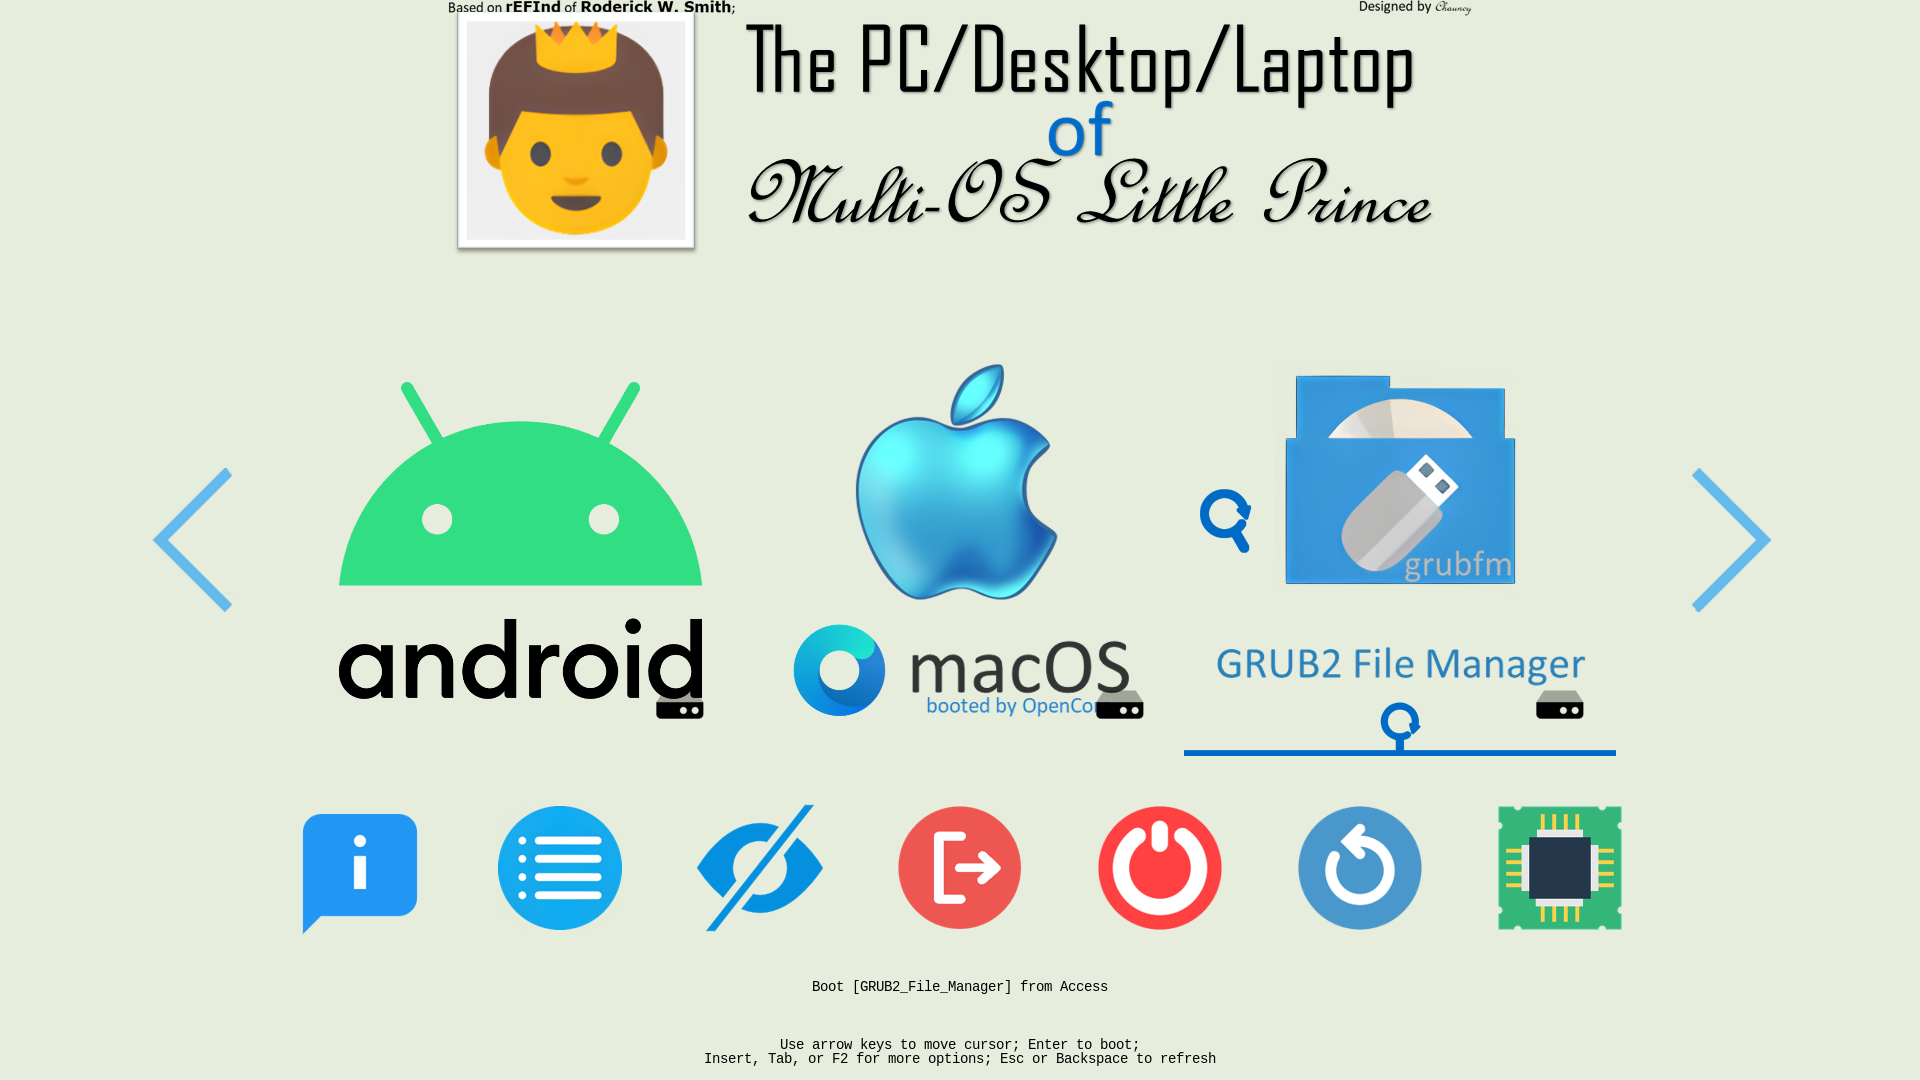 Based on rEFInd of Roderick W. Smith;
Designed by Chauncy
The PC/Desktop/Laptop
of
Multi-OS Little Prince
grubfm
android
macOS
booted by OpenCor
GRUB2 File Manager
i
Boot [GRUB2_File_Manager] from Access
Use arrow keys to move cursor; Enter to boot;
Insert, Tab, or F2 for more options; Esc or Backspace to refresh